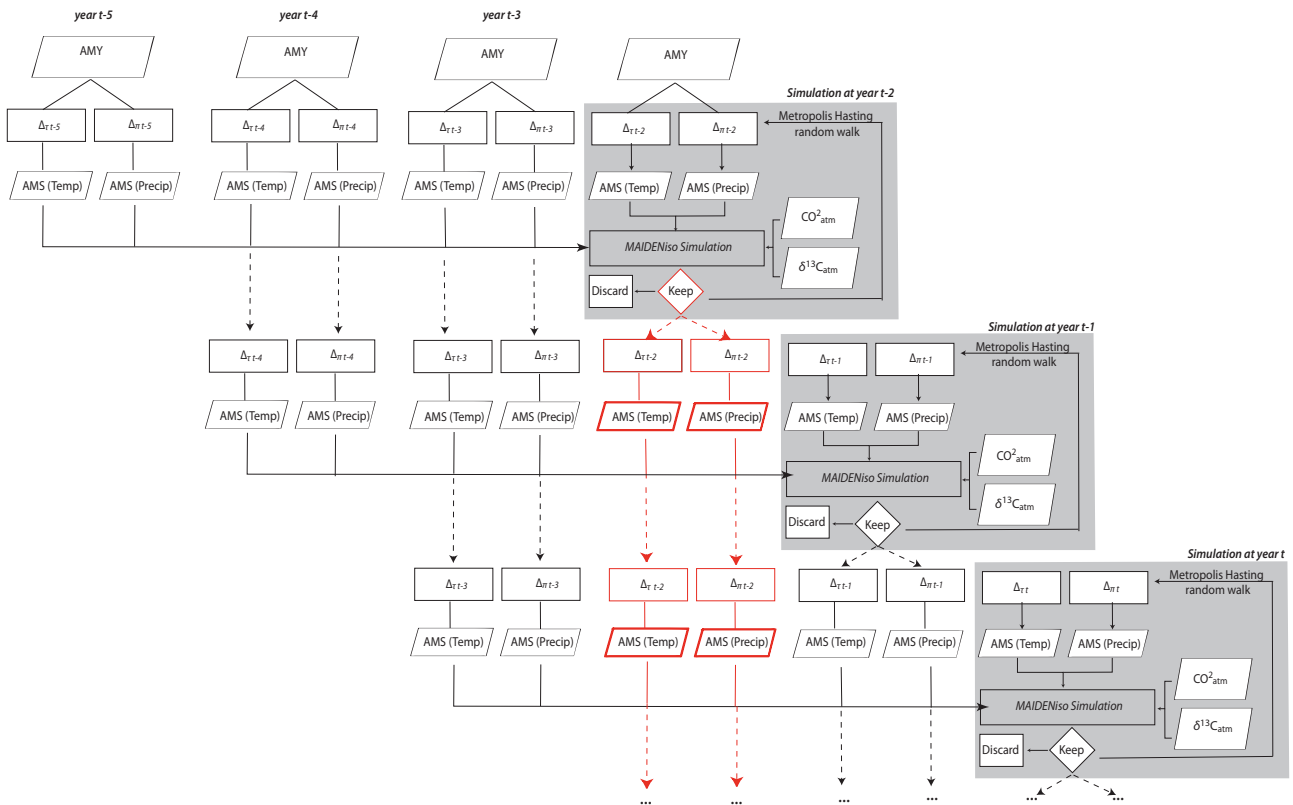 year t-5 year t-4 year t-3
AMY AMY AMY AMY
Simulation at year t-2
Δτ t-5 Δπ t-5 Δτ t-4 Δπ t-4 Δτ t-3 Δπ t-3 Δτ t-2 Δπ t-2 Metropolis Hasting
random walk
AMS (Temp) AMS (Precip) AMS (Temp) AMS (Precip) AMS (Temp) AMS (Precip) AMS (Temp) AMS (Precip)
CO²atm
MAIDENiso Simulation
δ¹³Catm
Discard Keep
Simulation at year t-1
Δτ t-4 Δπ t-4 Δτ t-3 Δπ t-3 Δτ t-2 Δπ t-2 Δτ t-1 Δπ t-1 Metropolis Hasting
random walk
AMS (Temp) AMS (Precip) AMS (Temp) AMS (Precip) AMS (Temp) AMS (Precip) AMS (Temp) AMS (Precip)
CO²atm
MAIDENiso Simulation
δ¹³Catm
Discard Keep
Simulation at year t
Δτ t-3 Δπ t-3 Δτ t-2 Δπ t-2 Δτ t-1 Δπ t-1 Δτ t Δπ t Metropolis Hasting
random walk
AMS (Temp) AMS (Precip) AMS (Temp) AMS (Precip) AMS (Temp) AMS (Precip) AMS (Temp) AMS (Precip)
CO²atm
MAIDENiso Simulation
δ¹³Catm
Discard Keep
... ... ... ... ... ...